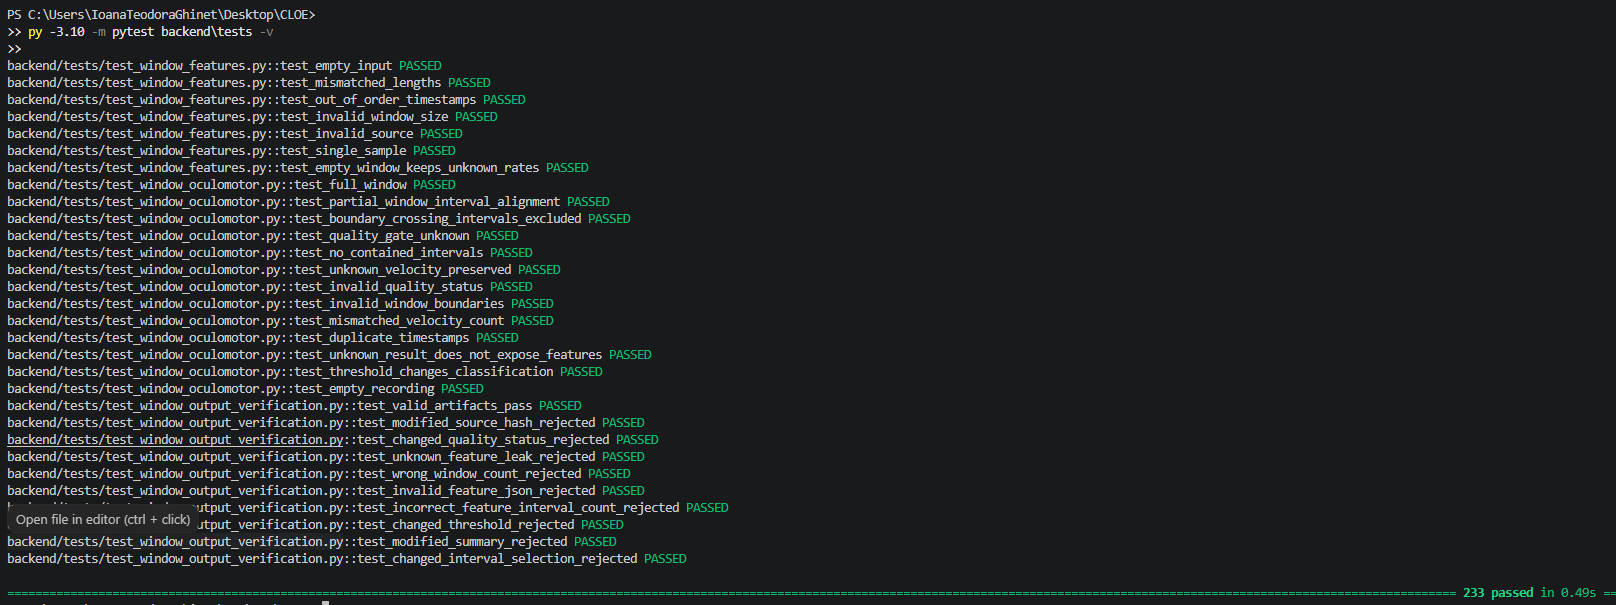 PS C:\Users\IoanaTeodoraGhinet\Desktop\CLOE>
>> py -3.10 -m pytest backend\tests -v
>>
backend/tests/test_window_features.py::test_empty_input PASSED
backend/tests/test_window_features.py::test_mismatched_lengths PASSED
backend/tests/test_window_features.py::test_out_of_order_timestamps PASSED
backend/tests/test_window_features.py::test_invalid_window_size PASSED
backend/tests/test_window_features.py::test_invalid_source PASSED
backend/tests/test_window_features.py::test_single_sample PASSED
backend/tests/test_window_features.py::test_empty_window_keeps_unknown_rates PASSED
backend/tests/test_window_oculomotor.py::test_full_window PASSED
backend/tests/test_window_oculomotor.py::test_partial_window_interval_alignment PASSED
backend/tests/test_window_oculomotor.py::test_boundary_crossing_intervals_excluded PASSED
backend/tests/test_window_oculomotor.py::test_quality_gate_unknown PASSED
backend/tests/test_window_oculomotor.py::test_no_contained_intervals PASSED
backend/tests/test_window_oculomotor.py::test_unknown_velocity_preserved PASSED
backend/tests/test_window_oculomotor.py::test_invalid_quality_status PASSED
backend/tests/test_window_oculomotor.py::test_invalid_window_boundaries PASSED
backend/tests/test_window_oculomotor.py::test_mismatched_velocity_count PASSED
backend/tests/test_window_oculomotor.py::test_duplicate_timestamps PASSED
backend/tests/test_window_oculomotor.py::test_unknown_result_does_not_expose_features PASSED
backend/tests/test_window_oculomotor.py::test_threshold_changes_classification PASSED
backend/tests/test_window_oculomotor.py::test_empty_recording PASSED
backend/tests/test_window_output_verification.py::test_valid_artifacts_pass PASSED
backend/tests/test_window_output_verification.py::test_modified_source_hash_rejected PASSED
backend/tests/test_window_output_verification.py::test_changed_quality_status_rejected PASSED
backend/tests/test_window_output_verification.py::test_unknown_feature_leak_rejected PASSED
backend/tests/test_window_output_verification.py::test_wrong_window_count_rejected PASSED
backend/tests/test_window_output_verification.py::test_invalid_feature_json_rejected PASSED
utput_verification.py::test_incorrect_feature_interval_count_rejected PASSED
Open file in editor (ctrl + click)
utput_verification.py::test_changed_threshold_rejected PASSED
backend/tests/test_window_output_verification.py::test_modified_summary_rejected PASSED
backend/tests/test_window_output_verification.py::test_changed_interval_selection_rejected PASSED
233 passed in 0.49s